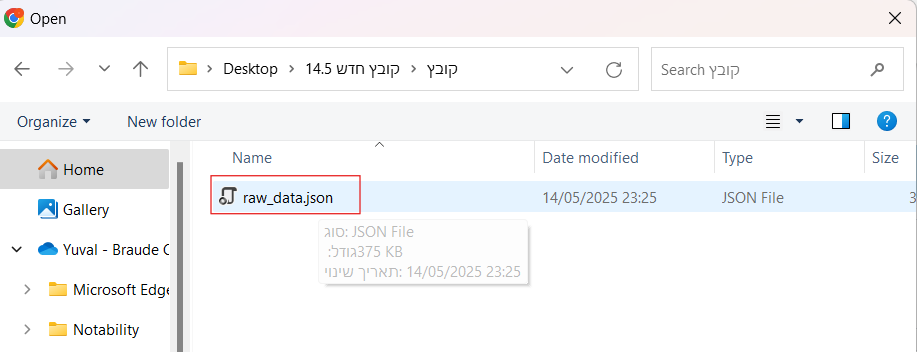 Open
Desktop > קובץ חדש 14.5 > קובץ
Search קובץ
Organize
New folder
?
Name
Date modified
Type
Size
Home
Gallery
Yuval - Braude C
Microsoft Edge
Notability
raw_data.json
14/05/2025 23:25
JSON File
3
סוג: JSON File
גודל: 375 KB
תאריך שינוי: 14/05/2025 23:25